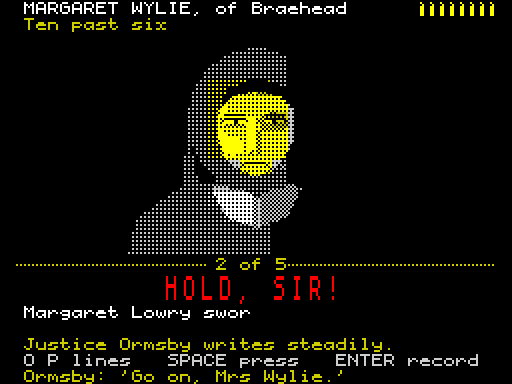 MARGARET WYLIE, of Braehead
Ten past six
2 of 5
HOLD, SIR!
Margaret Lowry swor
Justice Ormsby writes steadily.
O P lines SPACE press ENTER record
Ormsby: 'Go on, Mrs Wylie.'